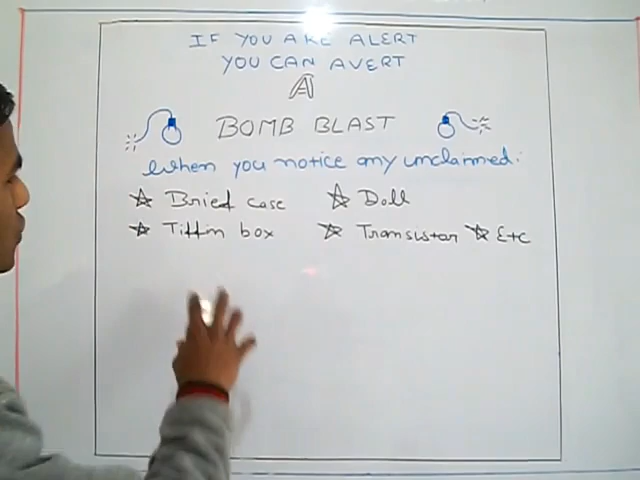 IF YOU ARE ALERT
YOU CAN AVERT
A
BOMB BLAST
When you notice any unclaimed:
☆ Bried case ☆ Doll
☆ Tiffin box ☆ Transistor ☆ Etc